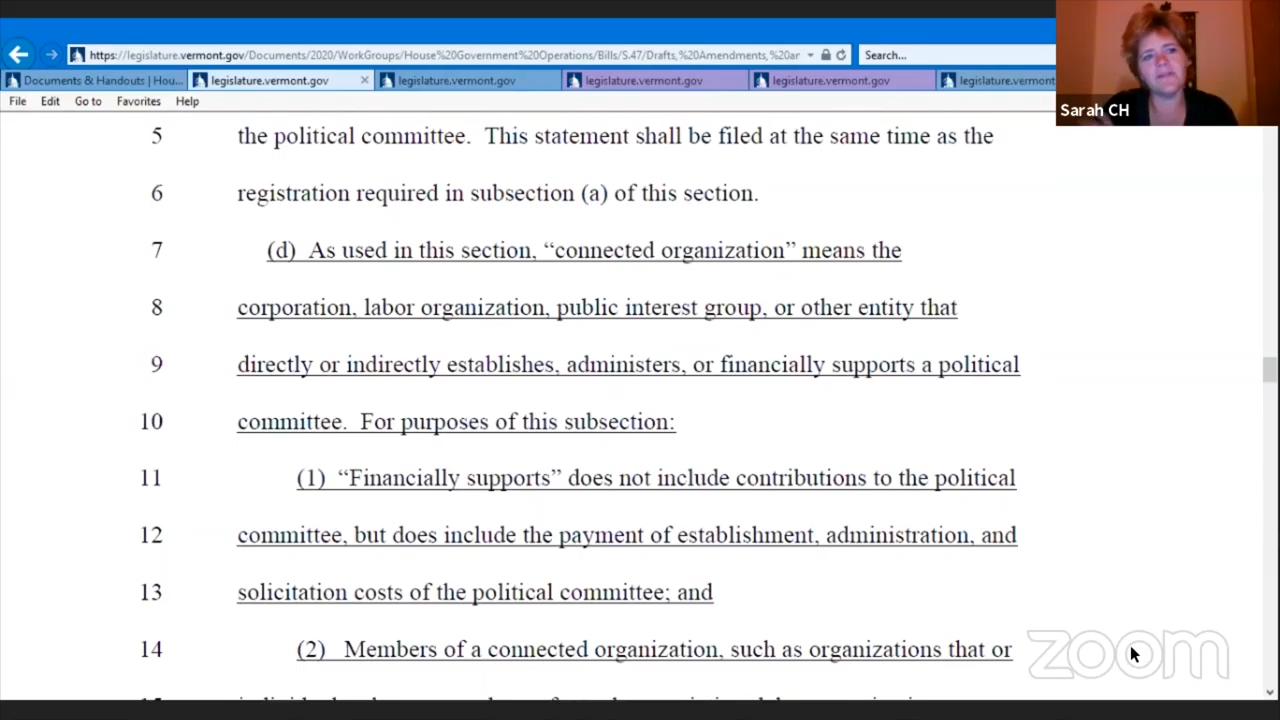 https://legislature.vermont.gov/Documents/2020/WorkGroups/House%20Government%20Operations/Bills/S.47/Drafts,%20Amendments,%20ar
Search...
Documents & Handouts | Hou...
legislature.vermont.gov
legislature.vermont.gov
legislature.vermont.gov
legislature.vermont.gov
legislature.vermont.gov
File Edit Go to Favorites Help
Sarah CH
5 the political committee. This statement shall be filed at the same time as the
6 registration required in subsection (a) of this section.
7 (d) As used in this section, “connected organization” means the
8 corporation, labor organization, public interest group, or other entity that
9 directly or indirectly establishes, administers, or financially supports a political
10 committee. For purposes of this subsection:
11 (1) “Financially supports” does not include contributions to the political
12 committee, but does include the payment of establishment, administration, and
13 solicitation costs of the political committee; and
14 (2) Members of a connected organization, such as organizations that or
zoom